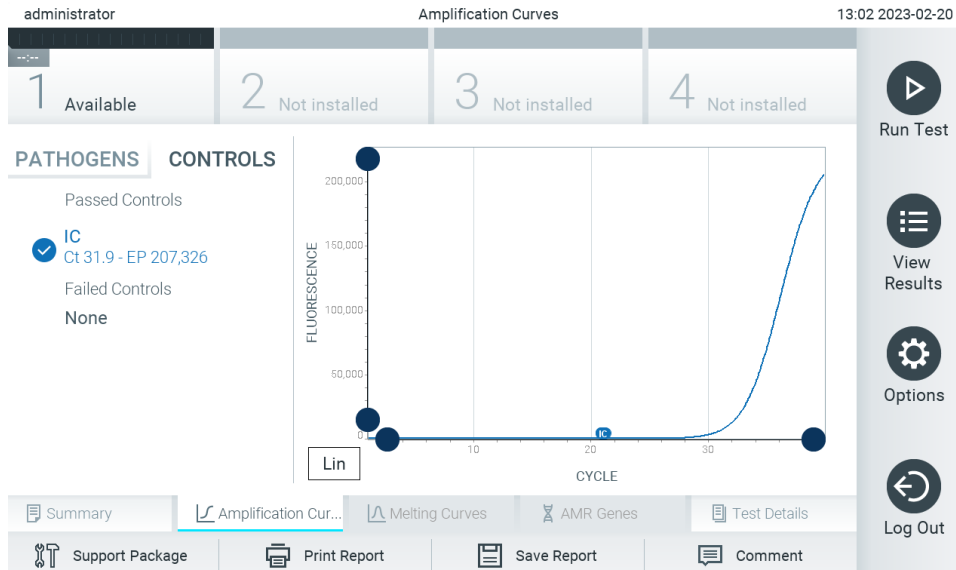 administrator Amplification Curves 13:02 2023-02-20
--:--
1 Available 2 Not installed 3 Not installed 4 Not installed
Run Test
PATHOGENS CONTROLS
Passed Controls
IC
Ct 31.9 - EP 207,326
Failed Controls
None
FLUORESCENCE
200,000
150,000
100,000
50,000
0
IC
10 20 30
CYCLE
Lin
View
Results
Options
Log Out
Summary Amplification Cur... Melting Curves AMR Genes Test Details
Support Package Print Report Save Report Comment